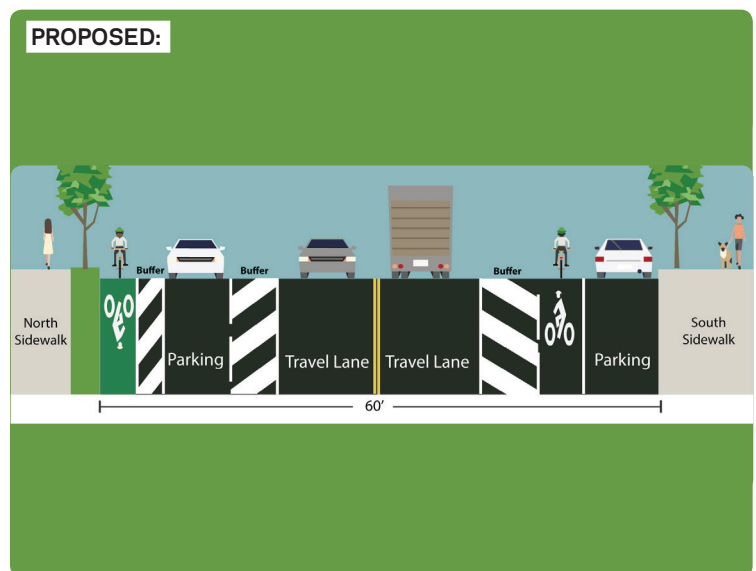 PROPOSED:
Buffer
Buffer
Buffer
North
Sidewalk
Parking
Travel Lane
Travel Lane
Parking
South
Sidewalk
60'